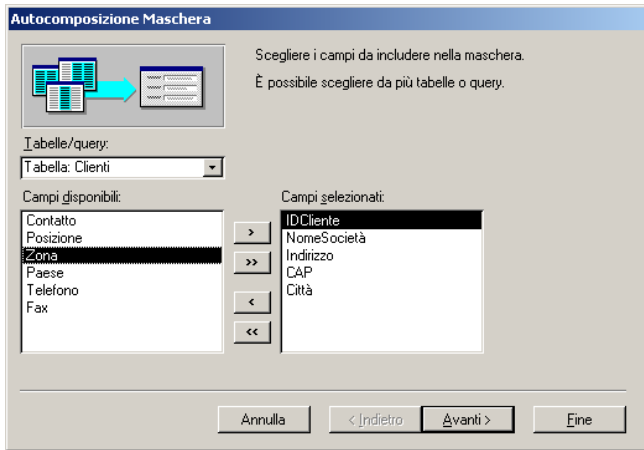 Autocomposizione Maschera
Scegliere i campi da includere nella maschera.
È possibile scegliere da più tabelle o query.
Tabelle/query:
Tabella: Clienti
Campi disponibili:
Campi selezionati:
Contatto
Posizione
Zona
Paese
Telefono
Fax
>
>>
<
<<
IDCliente
NomeSocietà
Indirizzo
CAP
Città
Annulla
< Indietro
Avanti >
Fine